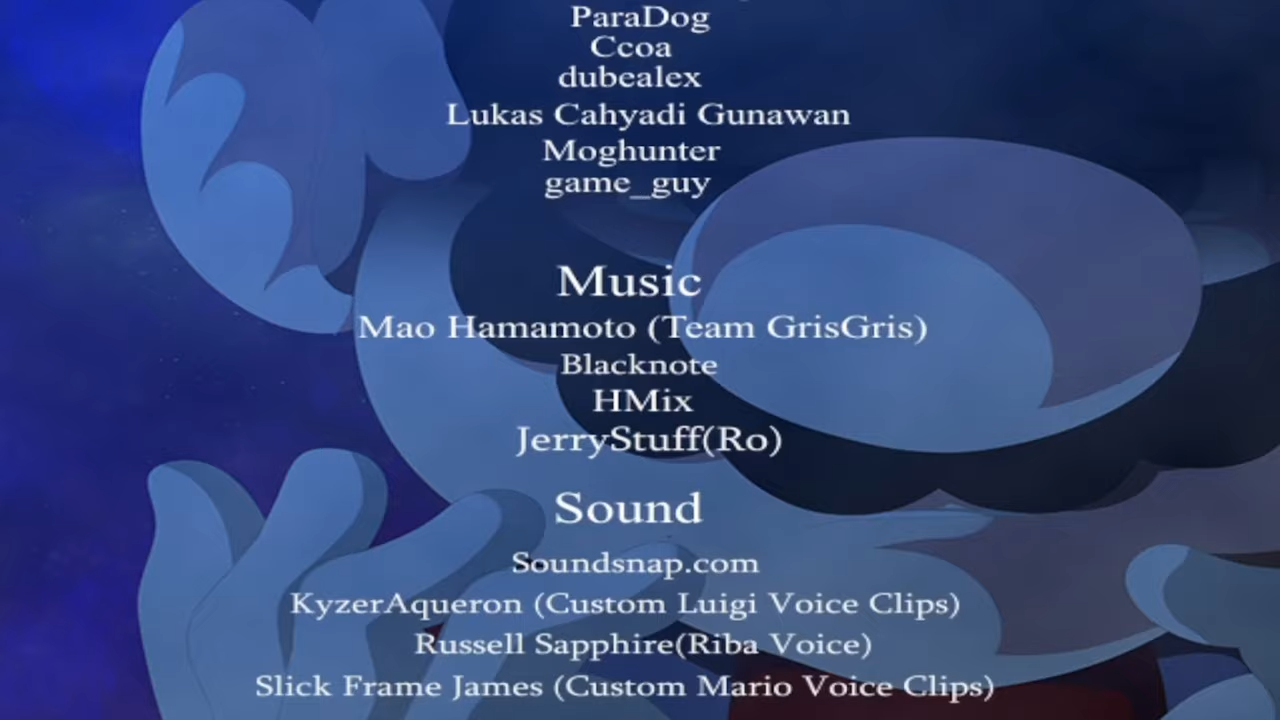 ParaDog
Ccoa
dubealex
Lukas Cahyadi Gunawan
Moghunter
game_guy
Music
Mao Hamamoto (Team GrisGris)
Blacknote
HMix
JerryStuff(Ro)
Sound
Soundsnap.com
KyzerAqueron (Custom Luigi Voice Clips)
Russell Sapphire(Riba Voice)
Slick Frame James (Custom Mario Voice Clips)